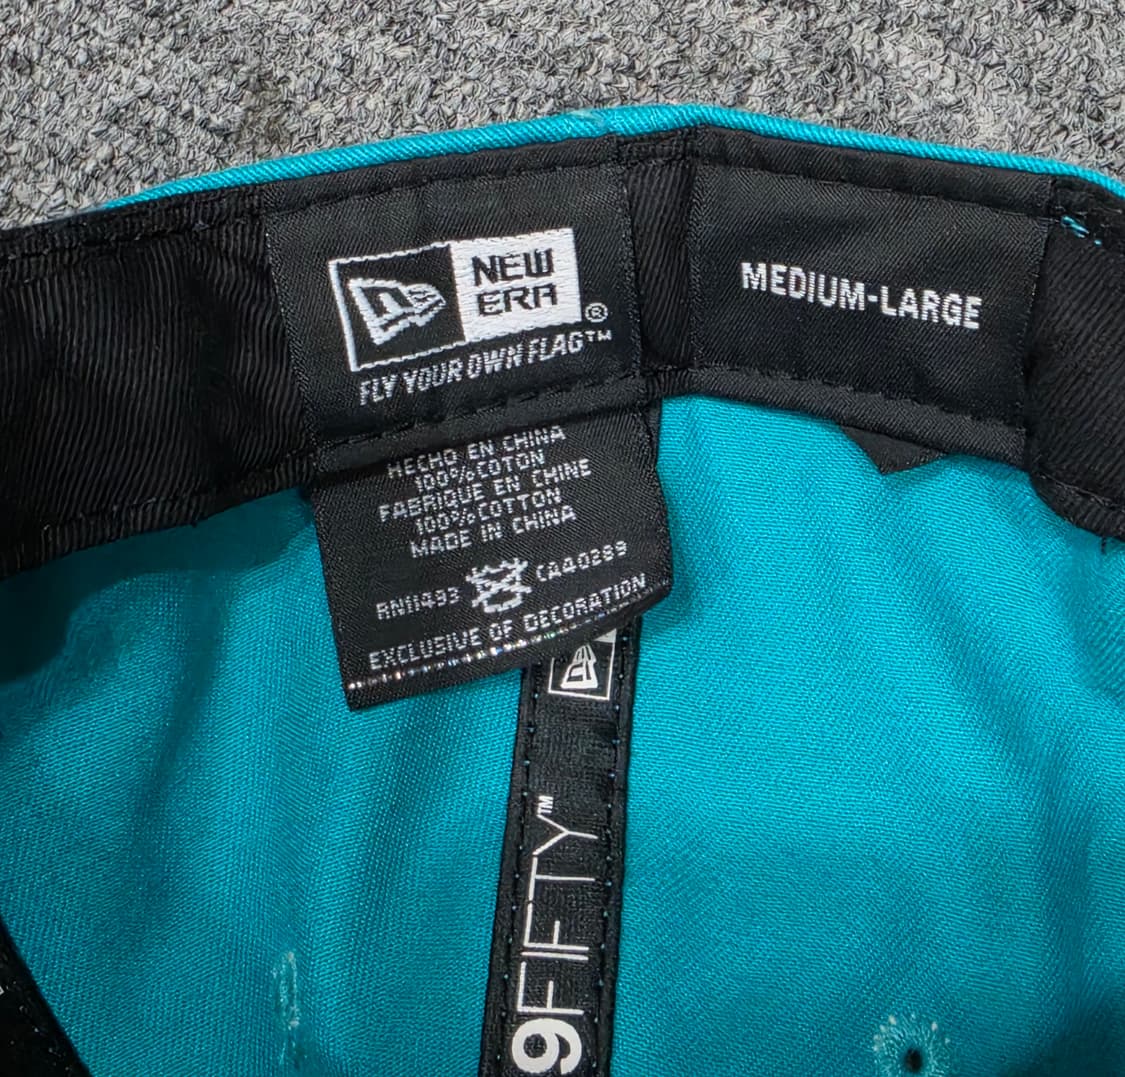 NEW
ERA®
FLY YOUR OWN FLAG™
MEDIUM-LARGE
HECHO EN CHINA
100% COTON
FABRIQUE EN CHINE
100% COTTON
MADE IN CHINA
RN11493 CA40289
EXCLUSIVE OF DECORATION
9FIFTY™